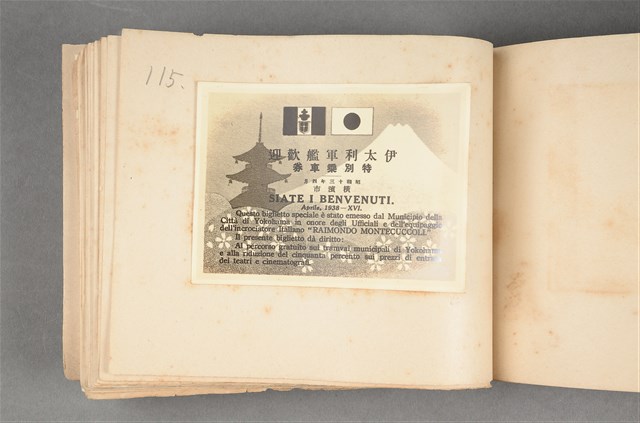 115.
伊太利軍艦歓迎
特別乗車券
昭和十三年四月
横濱市
SIATE I BENVENUTI.
Aprile, 1938—XVI.
Questo biglietto speciale è stato emesso dal Municipio della
Città di Yokohama in onore degli Ufficiali e dell'equipaggio
dell'incrociatore Italiano "RAIMONDO MONTECUCCOLI."
Il presente biglietto dà diritto:
Al percorso gratuito sui tramvai municipali di Yokohama
e alla riduzione del cinquanta percento sui prezzi di entrata
dei teatri e cinematografi.